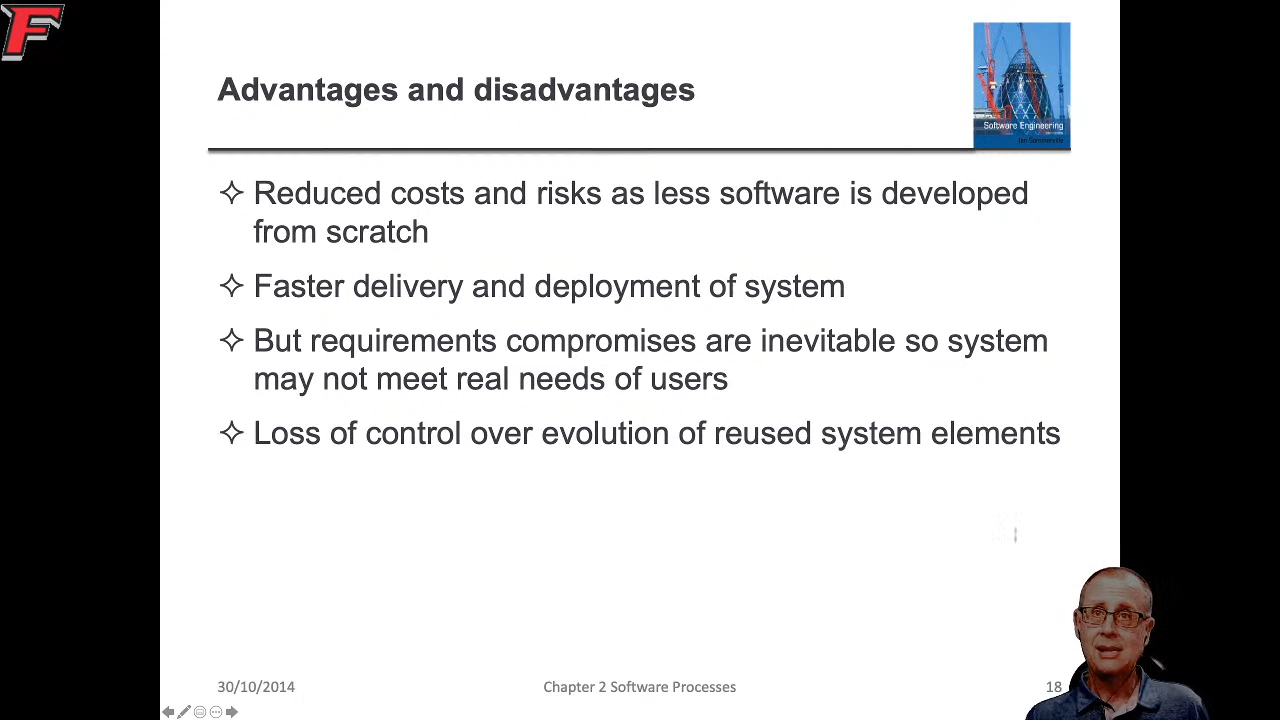 F
Advantages and disadvantages
Software Engineering
Ian Sommerville
Reduced costs and risks as less software is developed
from scratch
Faster delivery and deployment of system
But requirements compromises are inevitable so system
may not meet real needs of users
Loss of control over evolution of reused system elements
30/10/2014
Chapter 2 Software Processes
18